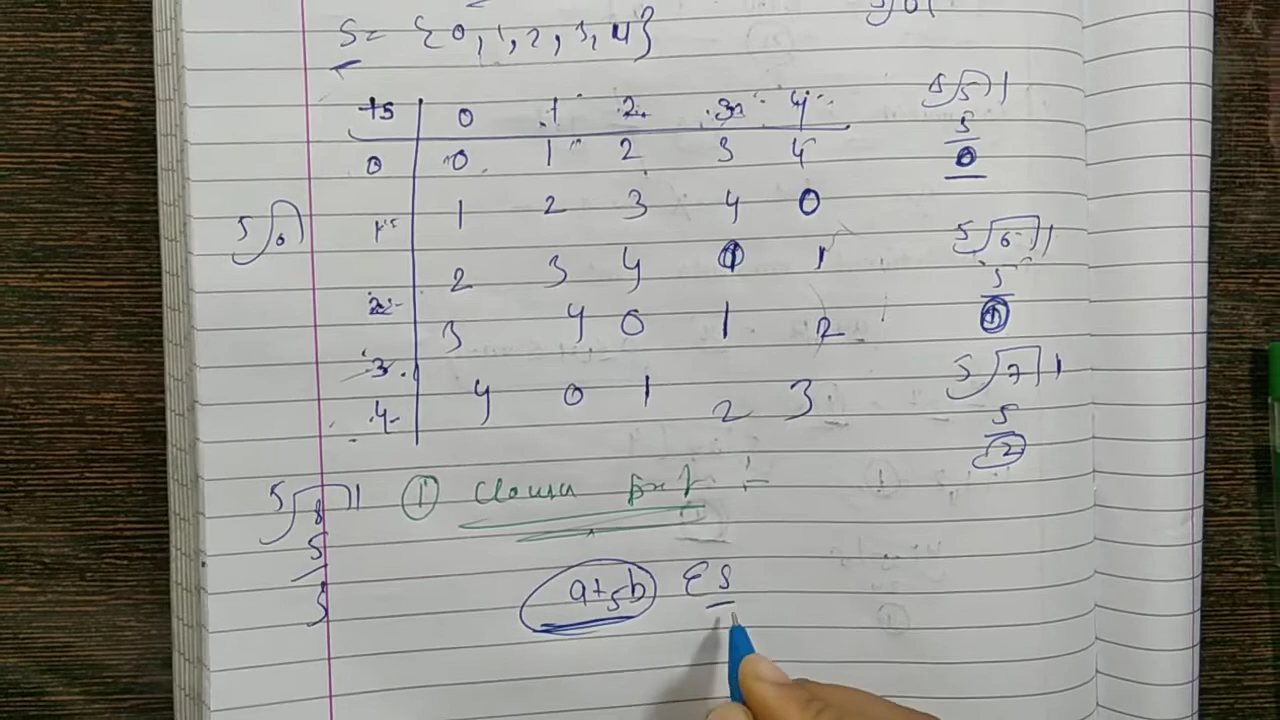 S = {0, 1, 2, 3, 4}
+5 0 1 2 3 4
0 0 1 2 3 4
1 1 2 3 4 0
2 2 3 4 0 1
3 3 4 0 1 2
4 4 0 1 2 3
5)5)1
5
0
5)6)1
5
1
5)7)1
5
2
5)6)
5)8)1
5
3
① Closure
a+₅b ∈ S